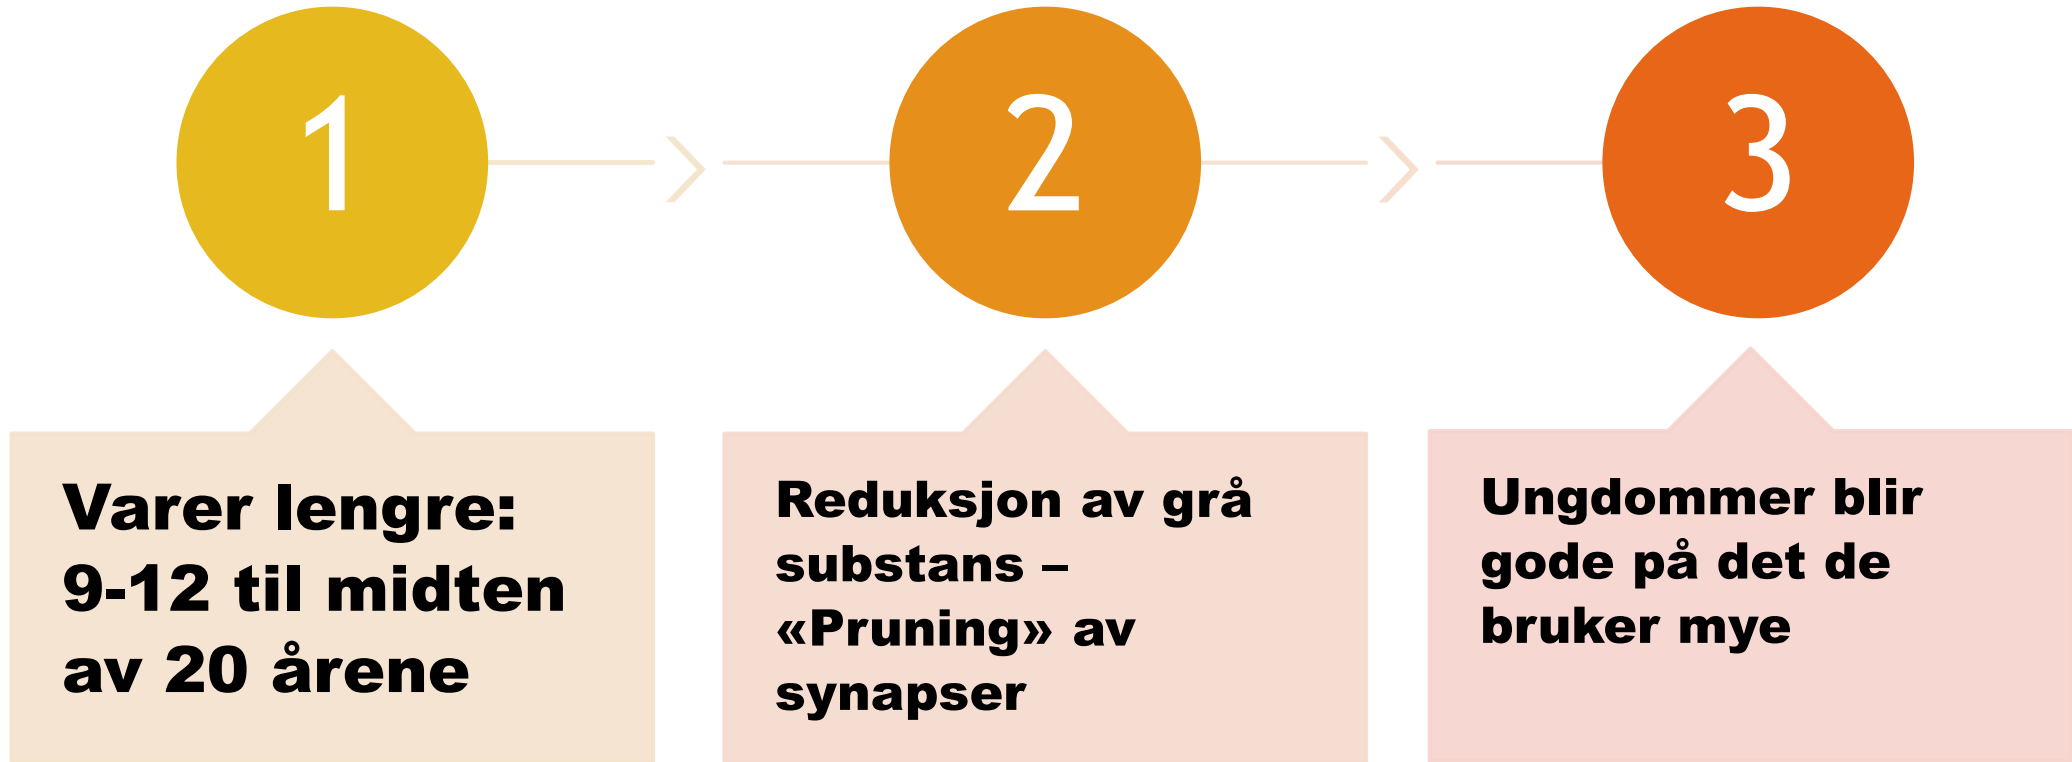 1
2
3
Varer lengre:
9-12 til midten
av 20 årene
Reduksjon av grå
substans –
«Pruning» av
synapser
Ungdommer blir
gode på det de
bruker mye